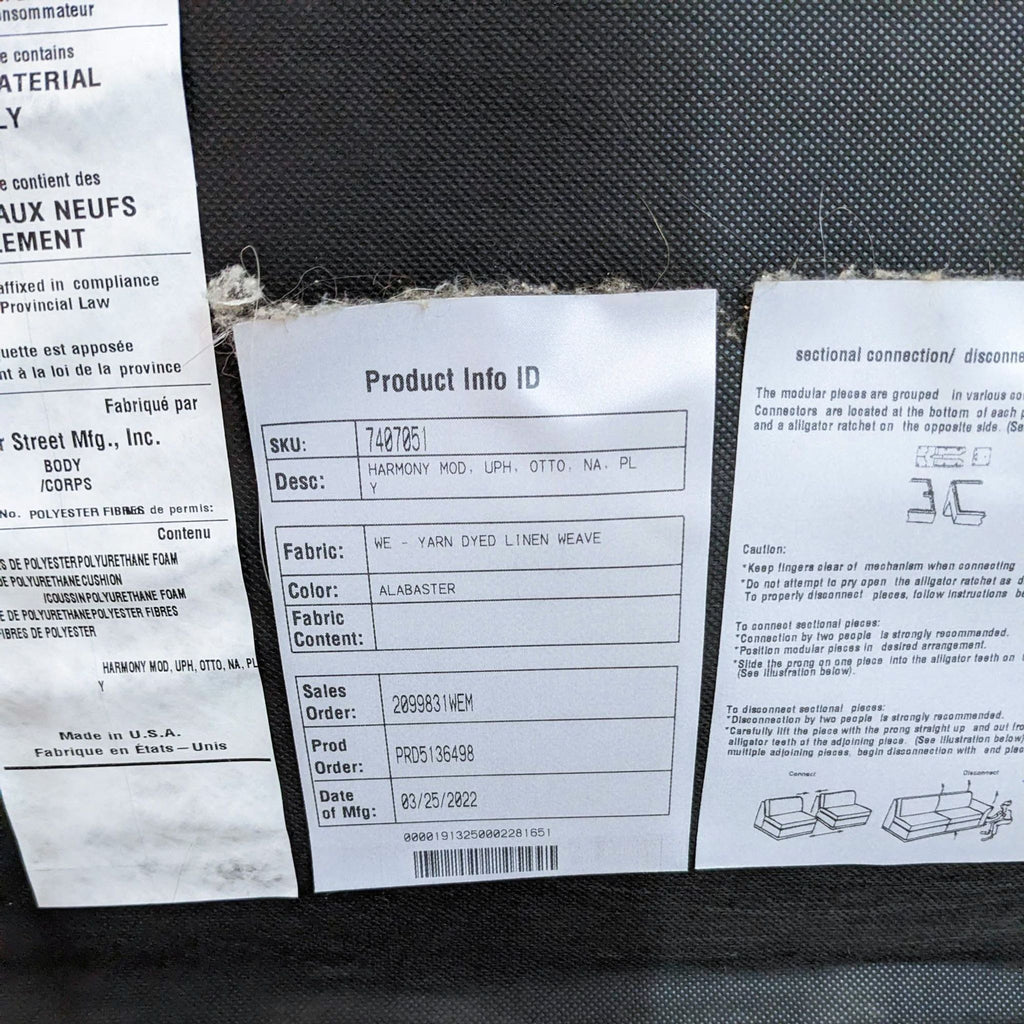 nsommateur
e contains
ATERIAL
LY
e contient des
AUX NEUFS
LEMENT
affixed in compliance
Provincial Law
uette est apposée
nt à la loi de la province
Fabriqué par
r Street Mfg., Inc.
BODY
/CORPS
No. POLYESTER FIBRES de permis:
Contenu
S DE POLYESTERPOLYURETHANE FOAM
DE POLYURETHANECUSHION
/COUSSINPOLYURETHANE FOAM
E DE POLYURETHANEPOLYESTER FIBRES
FIBRES DE POLYESTER
HARMONY MOD, UPH, OTTO, NA, PL
Y
Made in U.S.A.
Fabrique en États-Unis
Product Info ID
SKU: 7407051
Desc: HARMONY MOD, UPH, OTTO, NA, PL
Y
Fabric: WE - YARN DYED LINEN WEAVE
Color: ALABASTER
Fabric
Content:
Sales
Order: 2099831WEM
Prod
Order: PRD5136498
Date
of Mfg: 03/25/2022
00001913250002281651
sectional connection/ disconne
The modular pieces are grouped in various co
Connectors are located at the bottom of each p
and a alligator ratchet on the opposite side. (Se
Caution:
*Keep fingers clear of mechanism when connecting
*Do not attempt to pry open the alligator ratchet as d
To properly disconnect pieces, follow instructions be
To connect sectional pieces:
*Connection by two people is strongly recommended.
*Position modular pieces in desired arrangement.
*Slide the prong on one piece into the alligator teeth on
(See illustration below).
To disconnect sectional pieces:
*Disconnection by two people is strongly recommended.
*Carefully lift the piece with the prong straight up and out fro
alligator teeth of the adjoining piece. (See illustration below)
multiple adjoining pieces, begin disconnection with end piec
Connect
Disconnect